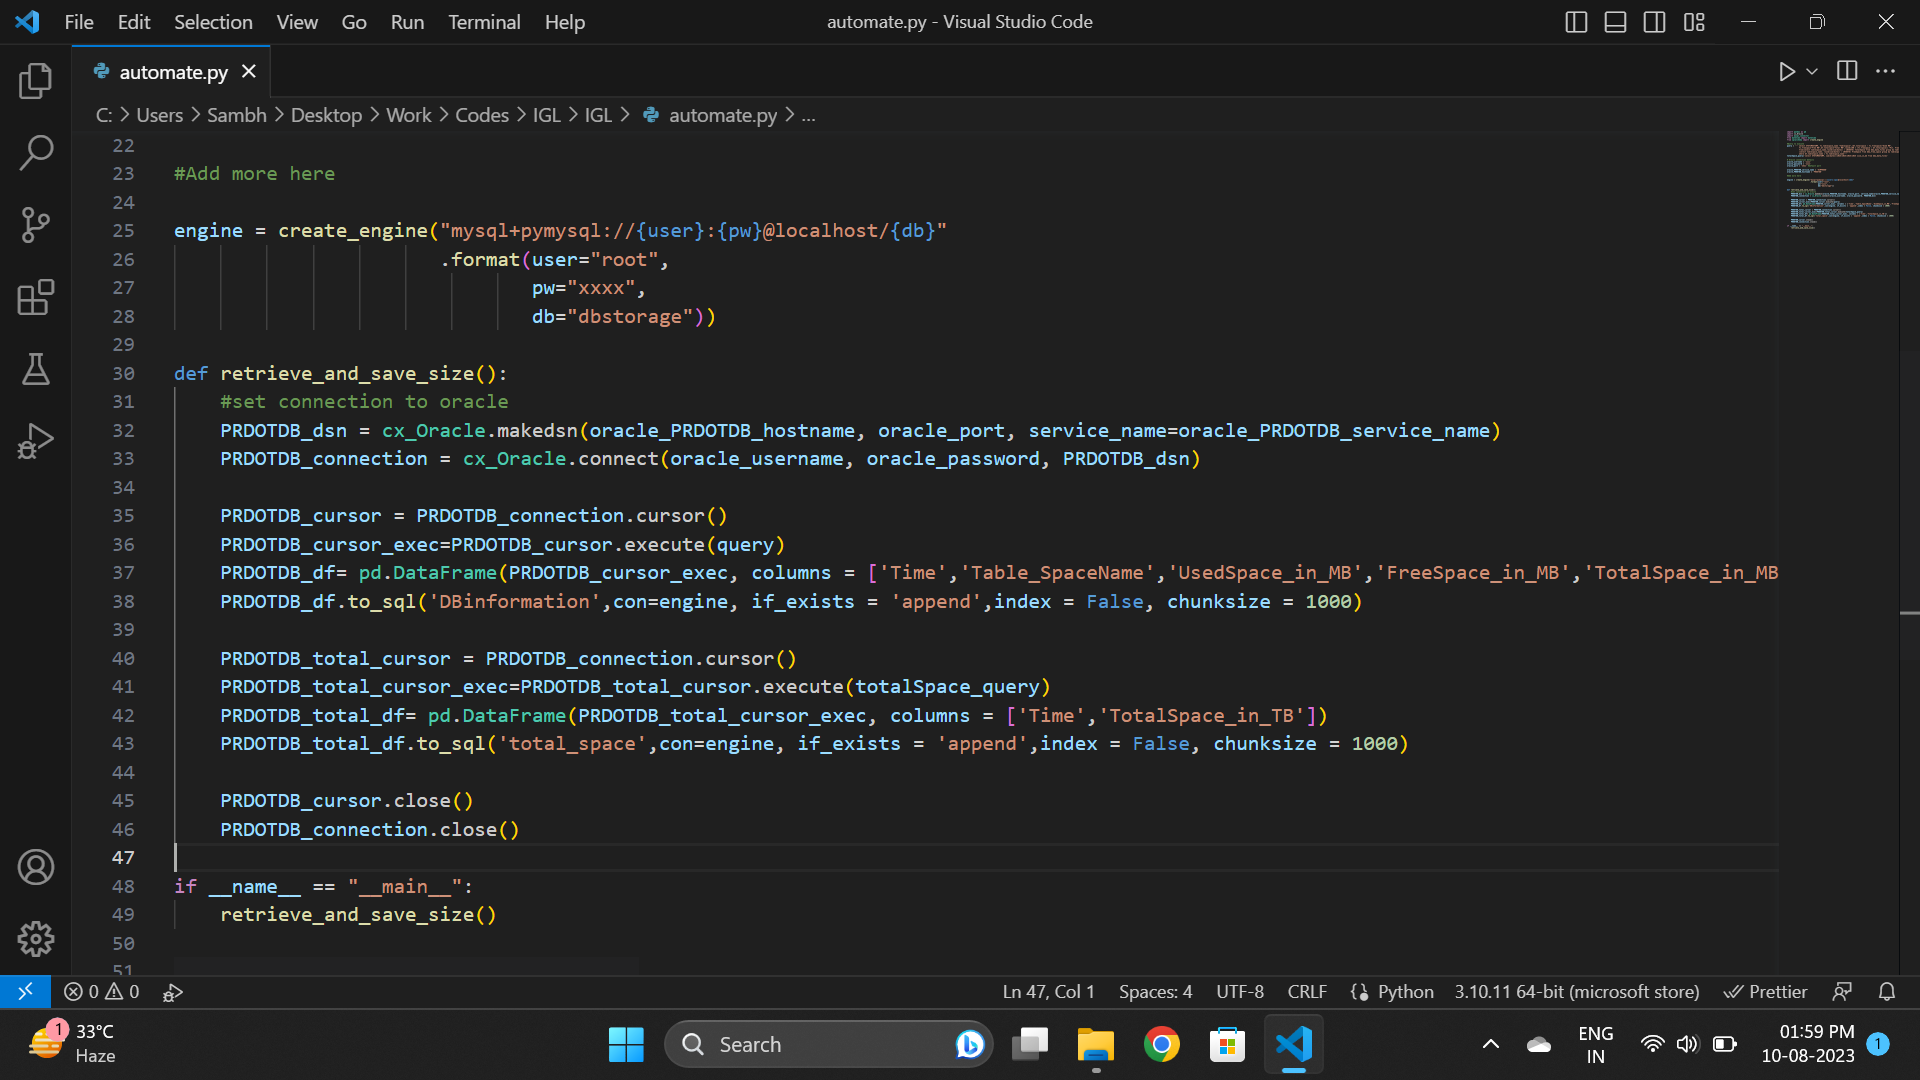 File Edit Selection View Go Run Terminal Help
automate.py - Visual Studio Code
automate.py
C: > Users > Sambh > Desktop > Work > Codes > IGL > IGL > automate.py > ...
22
23 #Add more here
24
25 engine = create_engine("mysql+pymysql://{user}:{pw}@localhost/{db}"
26 .format(user="root",
27 pw="xxxx",
28 db="dbstorage"))
29
30 def retrieve_and_save_size():
31 #set connection to oracle
32 PRDOTDB_dsn = cx_Oracle.makedsn(oracle_PRDOTDB_hostname, oracle_port, service_name=oracle_PRDOTDB_service_name)
33 PRDOTDB_connection = cx_Oracle.connect(oracle_username, oracle_password, PRDOTDB_dsn)
34
35 PRDOTDB_cursor = PRDOTDB_connection.cursor()
36 PRDOTDB_cursor_exec=PRDOTDB_cursor.execute(query)
37 PRDOTDB_df= pd.DataFrame(PRDOTDB_cursor_exec, columns = ['Time','Table_SpaceName','UsedSpace_in_MB','FreeSpace_in_MB','TotalSpace_in_MB
38 PRDOTDB_df.to_sql('DBinformation',con=engine, if_exists = 'append',index = False, chunksize = 1000)
39
40 PRDOTDB_total_cursor = PRDOTDB_connection.cursor()
41 PRDOTDB_total_cursor_exec=PRDOTDB_total_cursor.execute(totalSpace_query)
42 PRDOTDB_total_df= pd.DataFrame(PRDOTDB_total_cursor_exec, columns = ['Time','TotalSpace_in_TB'])
43 PRDOTDB_total_df.to_sql('total_space',con=engine, if_exists = 'append',index = False, chunksize = 1000)
44
45 PRDOTDB_cursor.close()
46 PRDOTDB_connection.close()
47
48 if __name__ == "__main__":
49 retrieve_and_save_size()
50
51
0 0
Ln 47, Col 1 Spaces: 4 UTF-8 CRLF Python 3.10.11 64-bit (microsoft store) Prettier
1
33°C
Haze
Search
ENG
IN
01:59 PM
10-08-2023
1